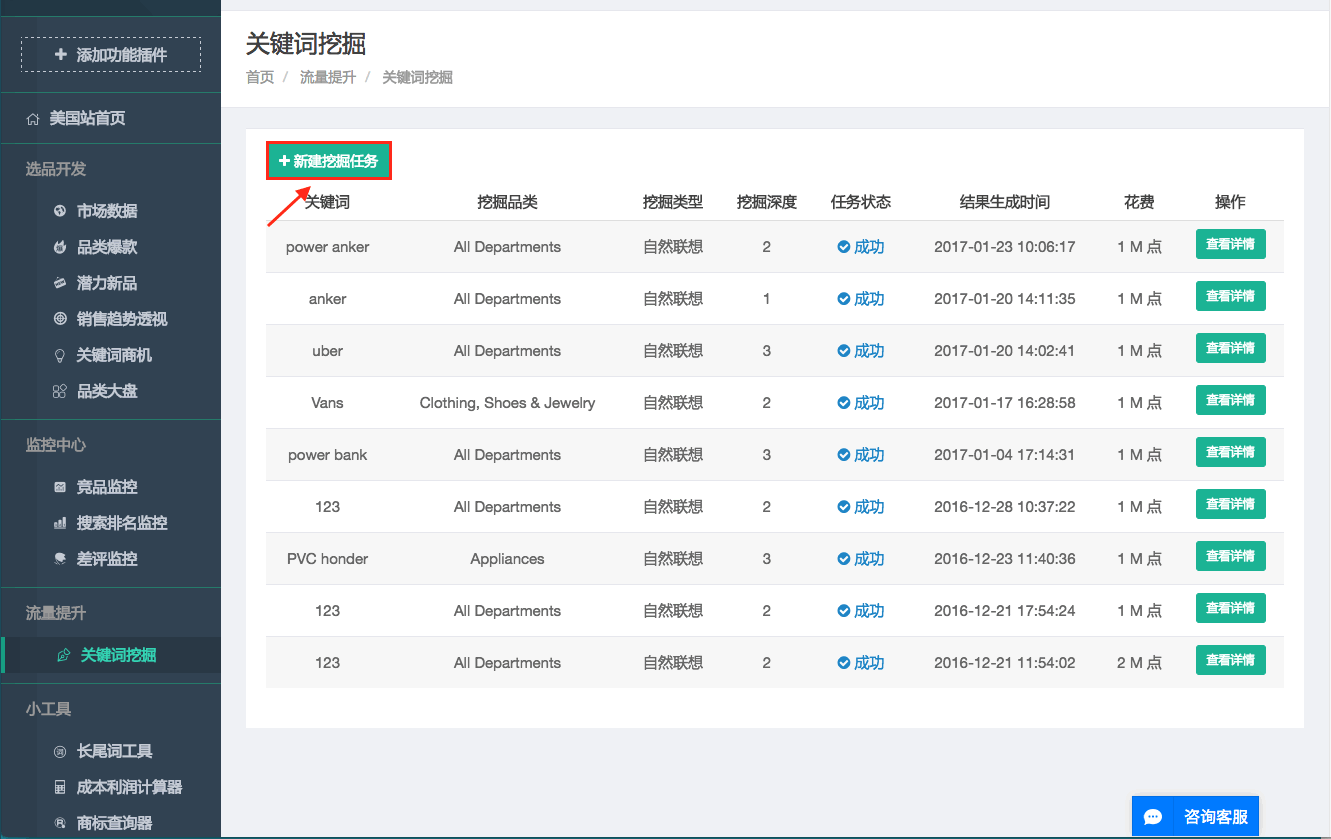 添加功能插件
美国站首页
选品开发
市场数据
品类爆款
潜力新品
销售趋势透视
关键词商机
品类大盘
监控中心
竞品监控
搜索排名监控
差评监控
流量提升
关键词挖掘
小工具
长尾词工具
成本利润计算器
商标查询器
关键词挖掘
首页 / 流量提升 / 关键词挖掘
+ 新建挖掘任务
关键词 挖掘品类 挖掘类型 挖掘深度 任务状态 结果生成时间 花费 操作
power anker All Departments 自然联想 2 成功 2017-01-23 10:06:17 1 M 点 查看详情
anker All Departments 自然联想 1 成功 2017-01-20 14:11:35 1 M 点 查看详情
uber All Departments 自然联想 3 成功 2017-01-20 14:02:41 1 M 点 查看详情
Vans Clothing, Shoes & Jewelry 自然联想 2 成功 2017-01-17 16:28:58 1 M 点 查看详情
power bank All Departments 自然联想 3 成功 2017-01-04 17:14:31 1 M 点 查看详情
123 All Departments 自然联想 2 成功 2016-12-28 10:37:22 1 M 点 查看详情
PVC honder Appliances 自然联想 3 成功 2016-12-23 11:40:36 1 M 点 查看详情
123 All Departments 自然联想 2 成功 2016-12-21 17:54:24 1 M 点 查看详情
123 All Departments 自然联想 2 成功 2016-12-21 11:54:02 2 M 点 查看详情
咨询客服